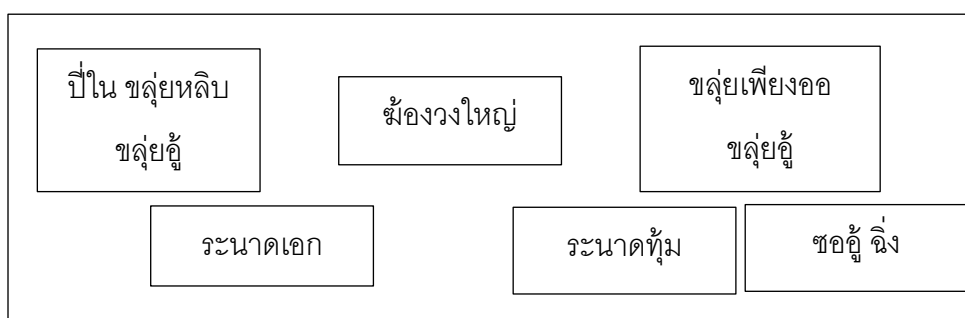 ปี่ใน ขลุ่ยหลิบ
ขลุ่ยอู้
ฆ้องวงใหญ่
ขลุ่ยเพียงออ
ขลุ่ยอู้
ระนาดเอก
ระนาดทุ้ม
ซออู้ ฉิ่ง